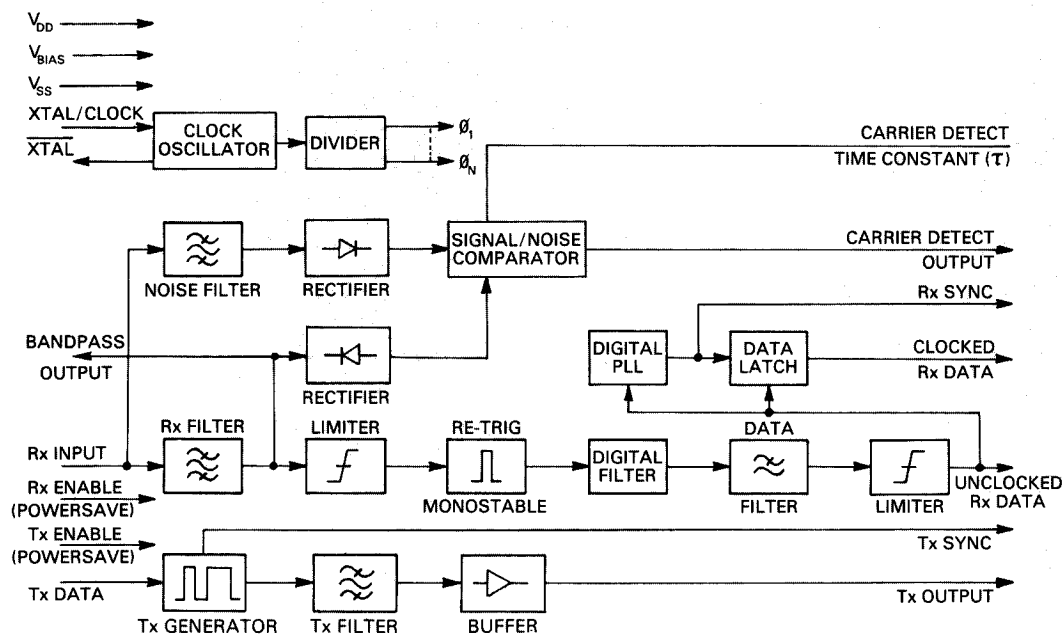 VDD
VBIAS
VSS
XTAL/CLOCK
XTAL
CLOCK
OSCILLATOR
DIVIDER
ø1
øN
CARRIER DETECT
TIME CONSTANT (τ)
NOISE FILTER
RECTIFIER
SIGNAL/NOISE
COMPARATOR
CARRIER DETECT
OUTPUT
Rx SYNC
BANDPASS
OUTPUT
RECTIFIER
DIGITAL
PLL
DATA
LATCH
CLOCKED
Rx DATA
DATA
Rx INPUT
Rx FILTER
LIMITER
RE-TRIG
MONOSTABLE
DIGITAL
FILTER
FILTER
LIMITER
UNCLOCKED
Rx DATA
Rx ENABLE
(POWERSAVE)
Tx ENABLE
(POWERSAVE)
Tx SYNC
Tx DATA
Tx GENERATOR
Tx FILTER
BUFFER
Tx OUTPUT